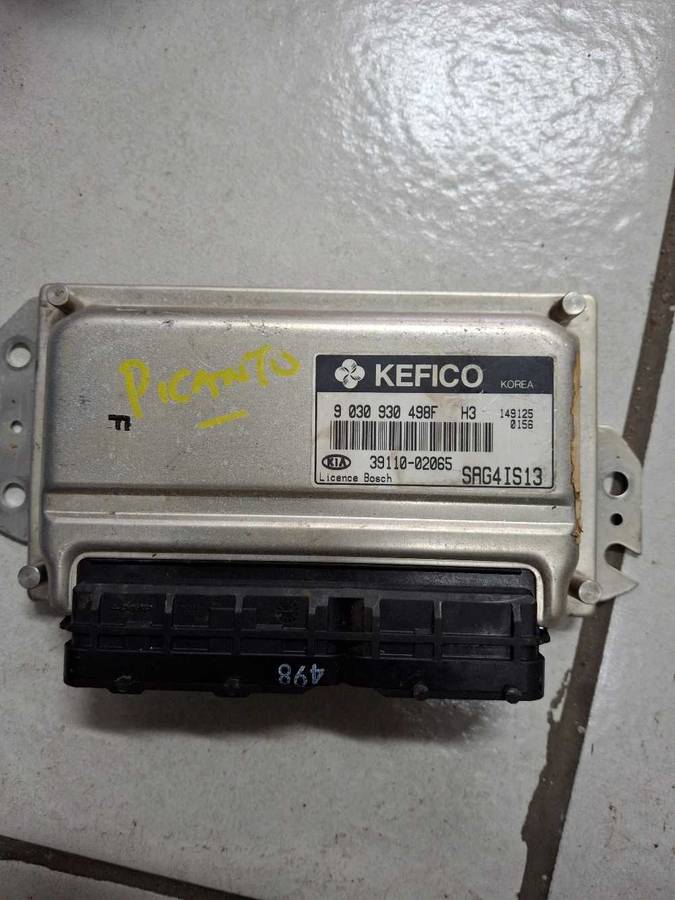 PICANTO
KEFICO KOREA
9 030 930 498F H3 149125
0156
KIA 39110-02065
Licence Bosch SAG4IS13
498